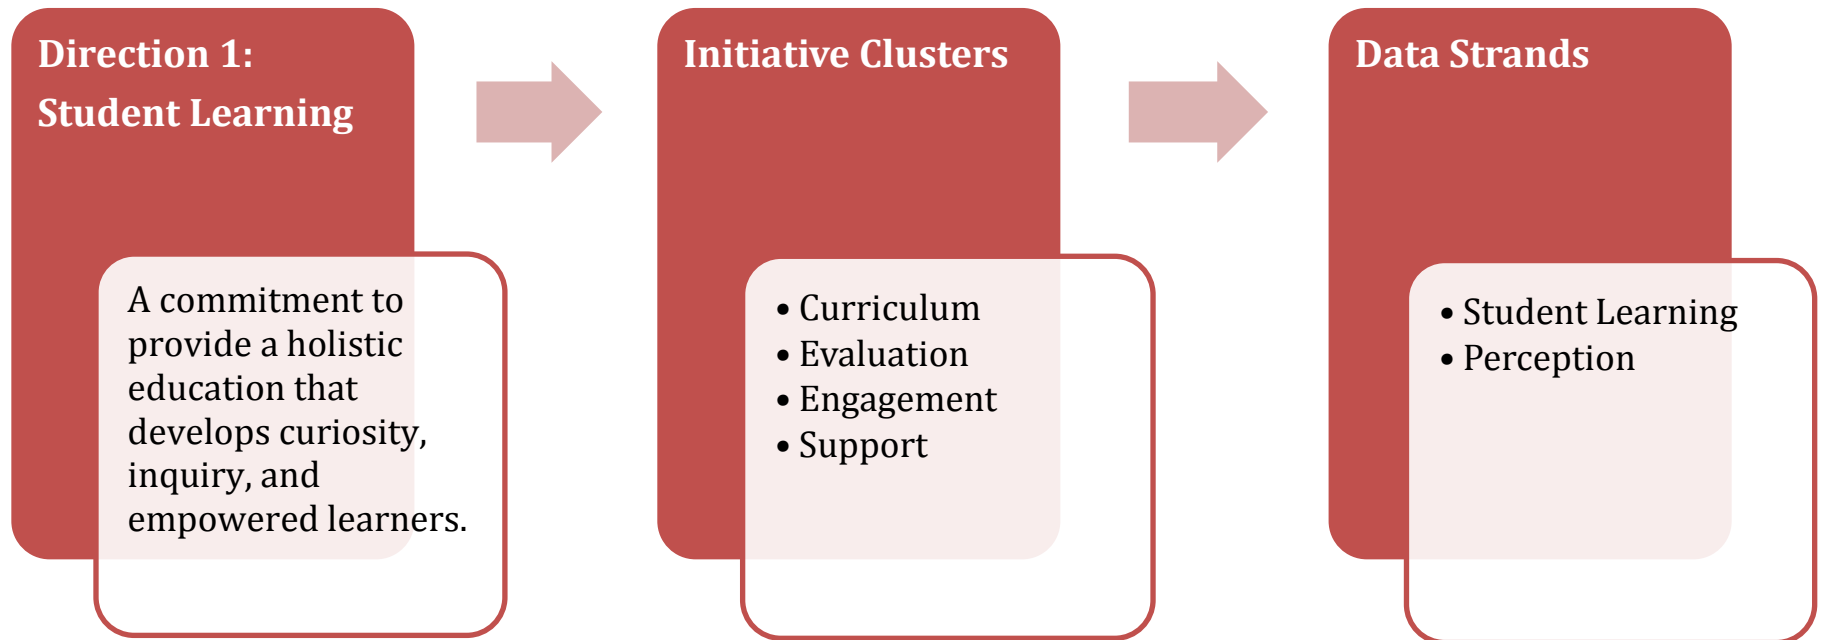 Direction 1:
Student Learning
A commitment to
provide a holistic
education that
develops curiosity,
inquiry, and
empowered learners.
Initiative Clusters
• Curriculum
• Evaluation
• Engagement
• Support
Data Strands
• Student Learning
• Perception